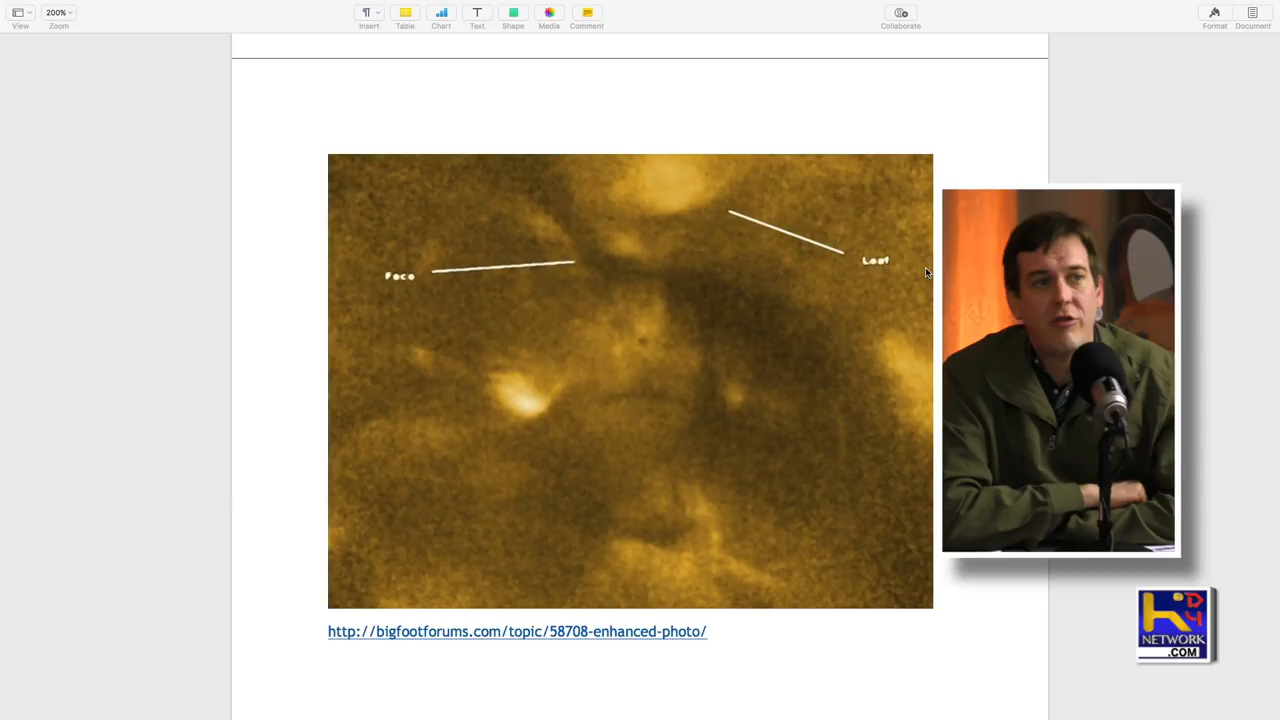 200%
View
Zoom
Insert
Table
Chart
Text
Shape
Media
Comment
Collaborate
Format
Document
Face
Leaf
http://bigfootforums.com/topic/58708-enhanced-photo/
D
4
NETWORK
.COM